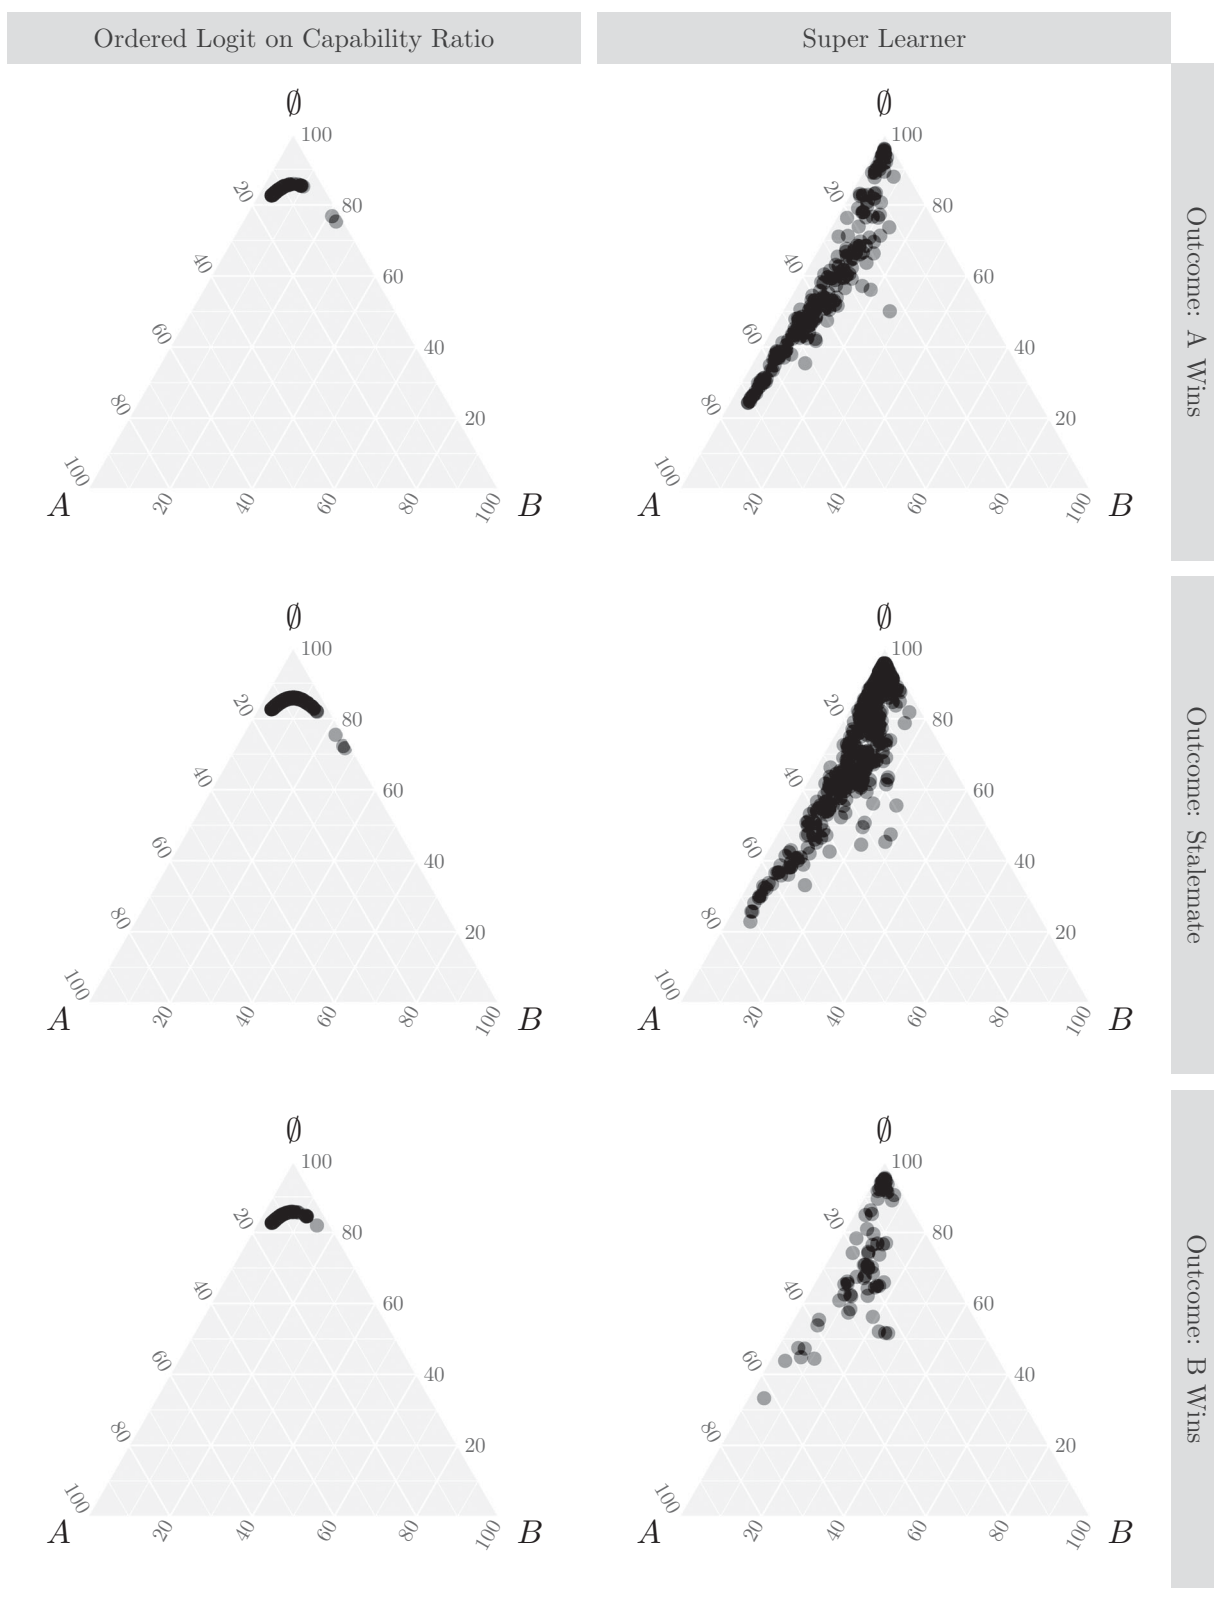 Ordered Logit on Capability Ratio Super Learner
∅ ∅
100 100
20 80 20 80
40 60 40 60
60 40 60 40
80 20 80 20
100 100
A 20 40 60 80 100 B A 20 40 60 80 100 B
Outcome: A Wins
∅ ∅
100 100
20 80 20 80
40 60 40 60
60 40 60 40
80 20 80 20
100 100
A 20 40 60 80 100 B A 20 40 60 80 100 B
Outcome: Stalemate
∅ ∅
100 100
20 80 20 80
40 60 40 60
60 40 60 40
80 20 80 20
100 100
A 20 40 60 80 100 B A 20 40 60 80 100 B
Outcome: B Wins